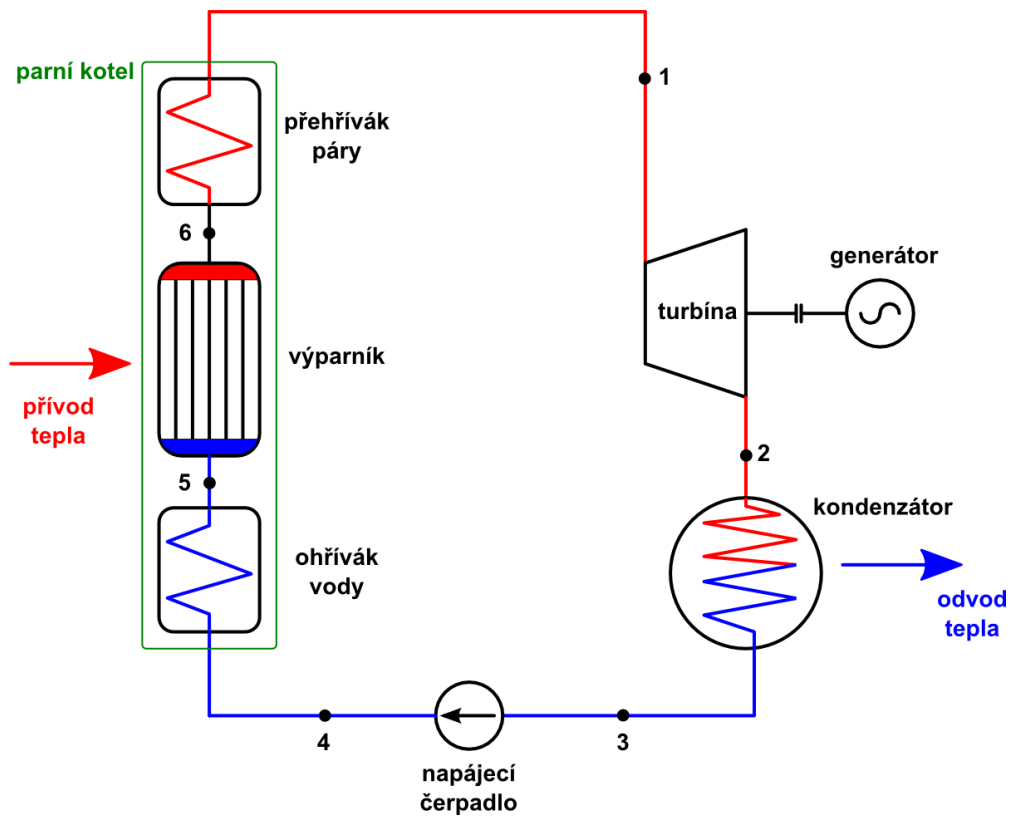 parní kotel
1
přehřívák
páry
6
generátor
turbína
výparník
přívod
tepla
2
5
kondenzátor
ohřívák
vody
odvod
tepla
4
3
napájecí
čerpadlo